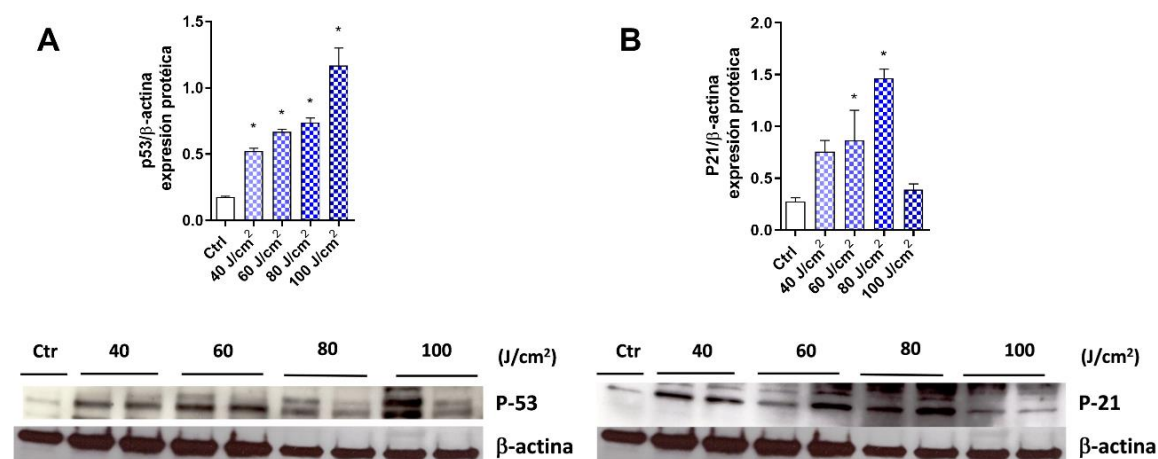 A
p53/β-actina
expresión protéica
1.5
1.0
0.5
0.0
*
*
*
*
Ctrl
40 J/cm²
60 J/cm²
80 J/cm²
100 J/cm²
B
P21/β-actina
expresión protéica
2.0
1.5
1.0
0.5
0.0
*
*
Ctrl
40 J/cm²
60 J/cm²
80 J/cm²
100 J/cm²
Ctr 40 60 80 100 (J/cm²)
P-53
β-actina
Ctr 40 60 80 100 (J/cm²)
P-21
β-actina